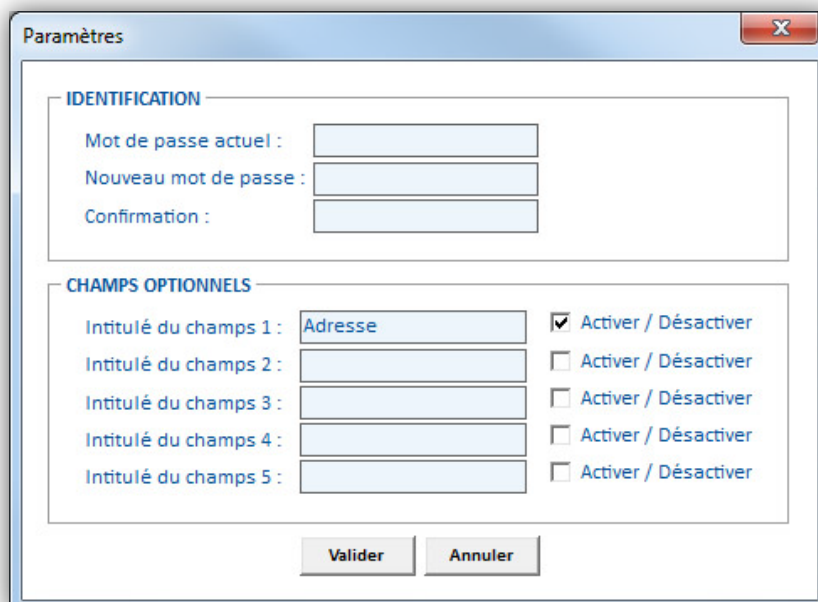 Paramètres
IDENTIFICATION
Mot de passe actuel :
Nouveau mot de passe :
Confirmation :
CHAMPS OPTIONNELS
Intitulé du champs 1 : Adresse Activer / Désactiver
Intitulé du champs 2 : Activer / Désactiver
Intitulé du champs 3 : Activer / Désactiver
Intitulé du champs 4 : Activer / Désactiver
Intitulé du champs 5 : Activer / Désactiver
Valider Annuler